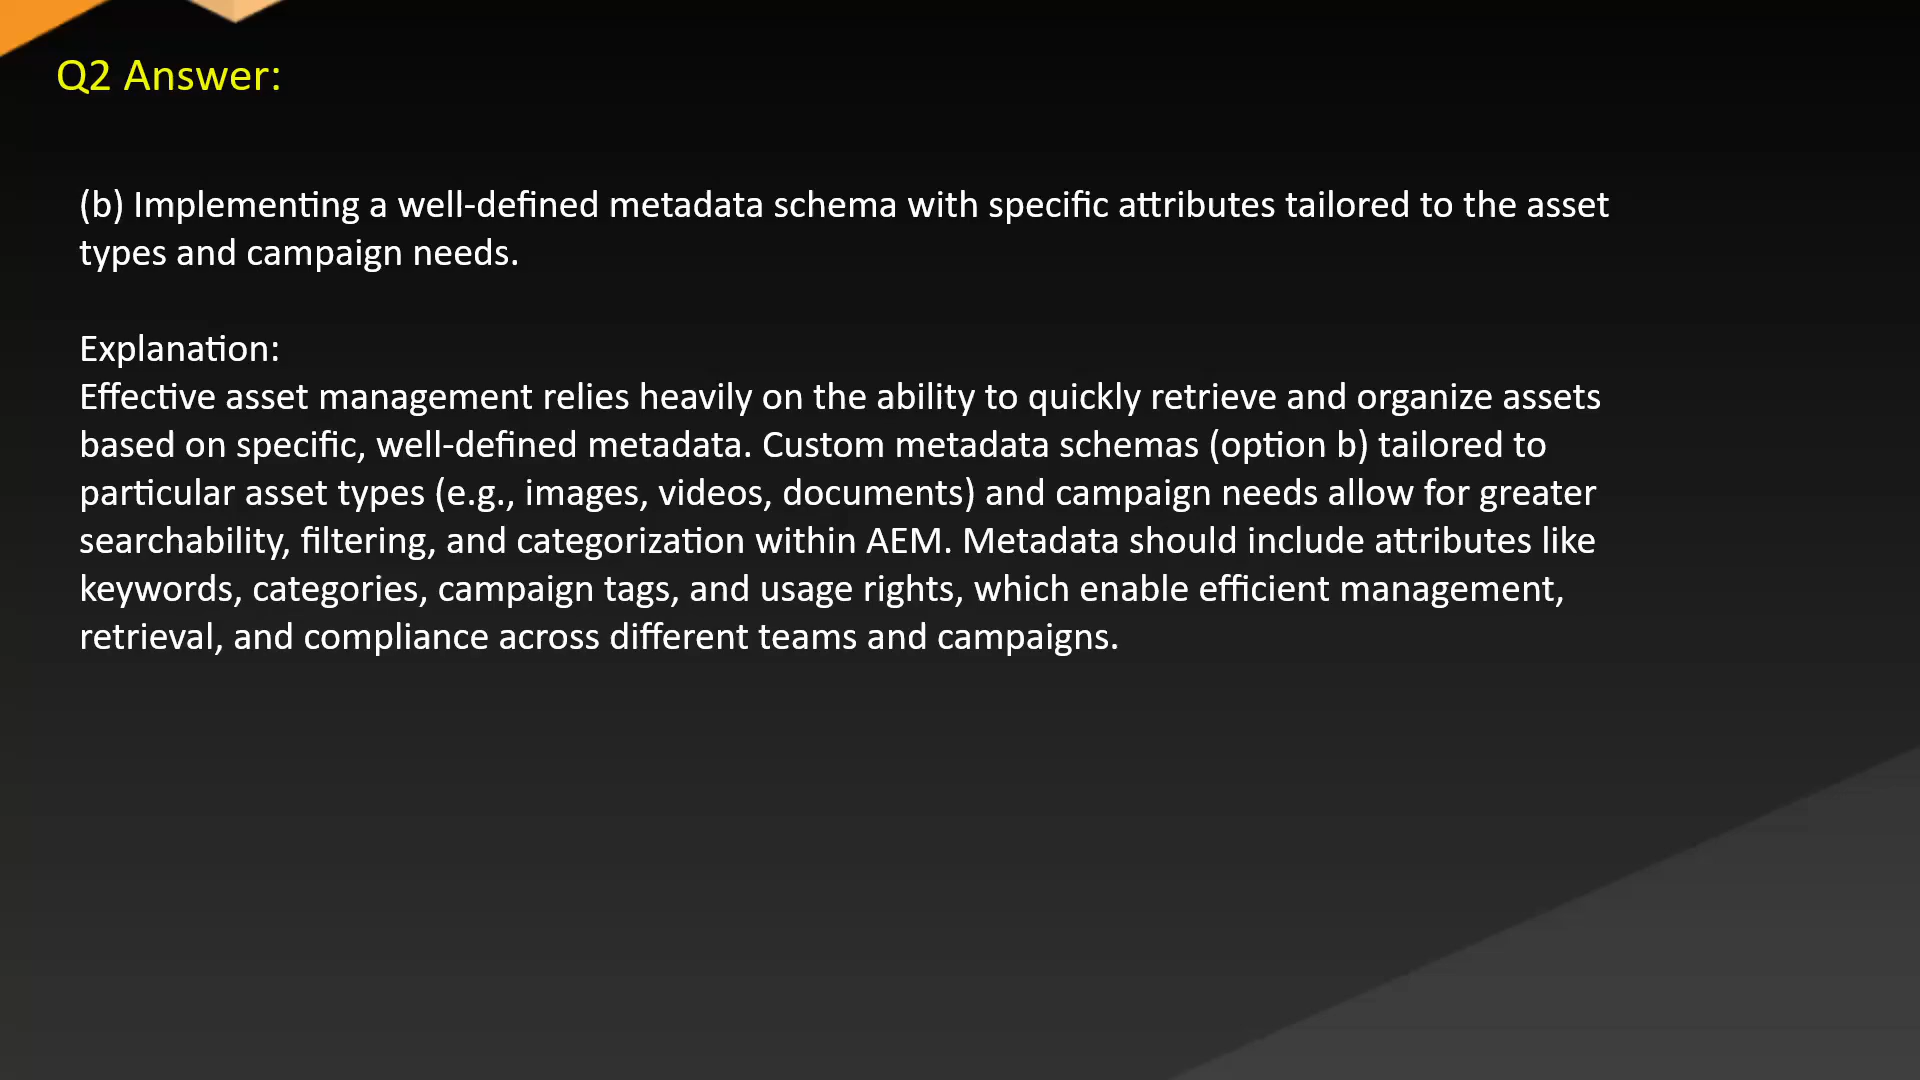 Q2 Answer:
(b) Implementing a well-defined metadata schema with specific attributes tailored to the asset
types and campaign needs.
Explanation:
Effective asset management relies heavily on the ability to quickly retrieve and organize assets
based on specific, well-defined metadata. Custom metadata schemas (option b) tailored to
particular asset types (e.g., images, videos, documents) and campaign needs allow for greater
searchability, filtering, and categorization within AEM. Metadata should include attributes like
keywords, categories, campaign tags, and usage rights, which enable efficient management,
retrieval, and compliance across different teams and campaigns.